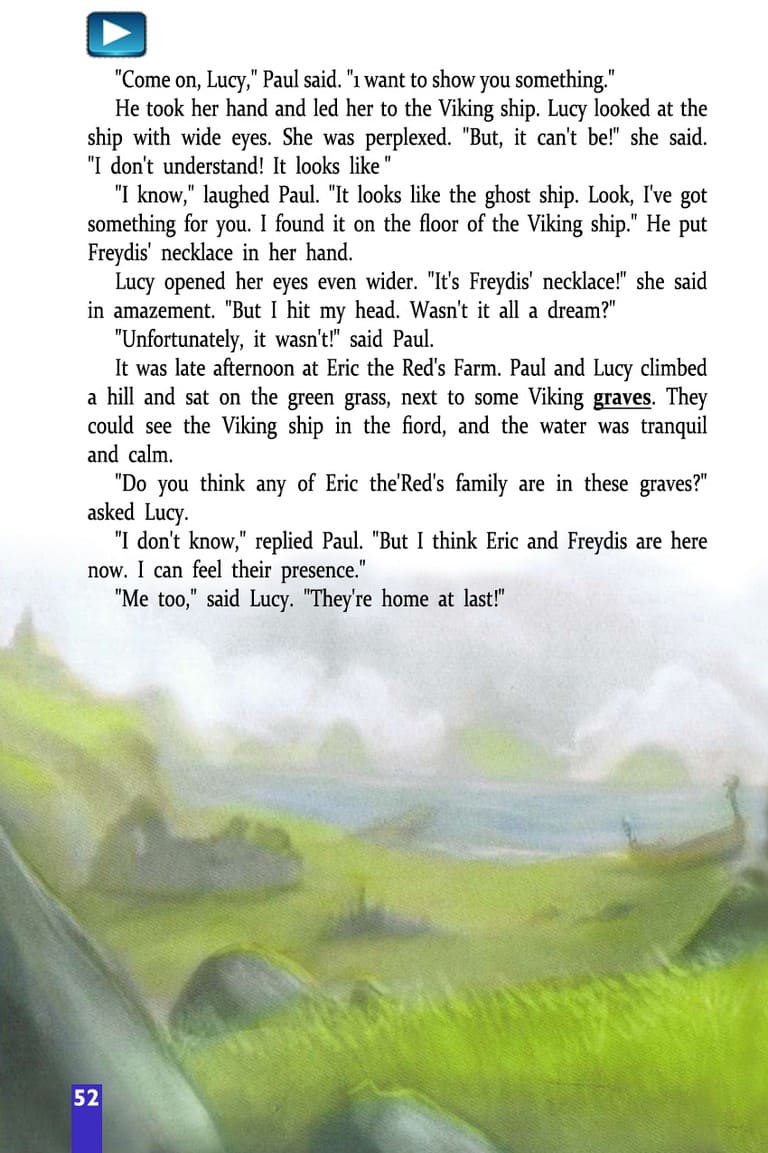 "Come on, Lucy," Paul said. "ı want to show you something."
He took her hand and led her to the Viking ship. Lucy looked at the
ship with wide eyes. She was perplexed. "But, it can't be!" she said.
"I don't understand! It looks like "
"I know," laughed Paul. "It looks like the ghost ship. Look, I've got
something for you. I found it on the floor of the Viking ship." He put
Freydis' necklace in her hand.
Lucy opened her eyes even wider. "It's Freydis' necklace!" she said
in amazement. "But I hit my head. Wasn't it all a dream?"
"Unfortunately, it wasn't!" said Paul.
It was late afternoon at Eric the Red's Farm. Paul and Lucy climbed
a hill and sat on the green grass, next to some Viking graves. They
could see the Viking ship in the fiord, and the water was tranquil
and calm.
"Do you think any of Eric the'Red's family are in these graves?"
asked Lucy.
"I don't know," replied Paul. "But I think Eric and Freydis are here
now. I can feel their presence."
"Me too," said Lucy. "They're home at last!"
52